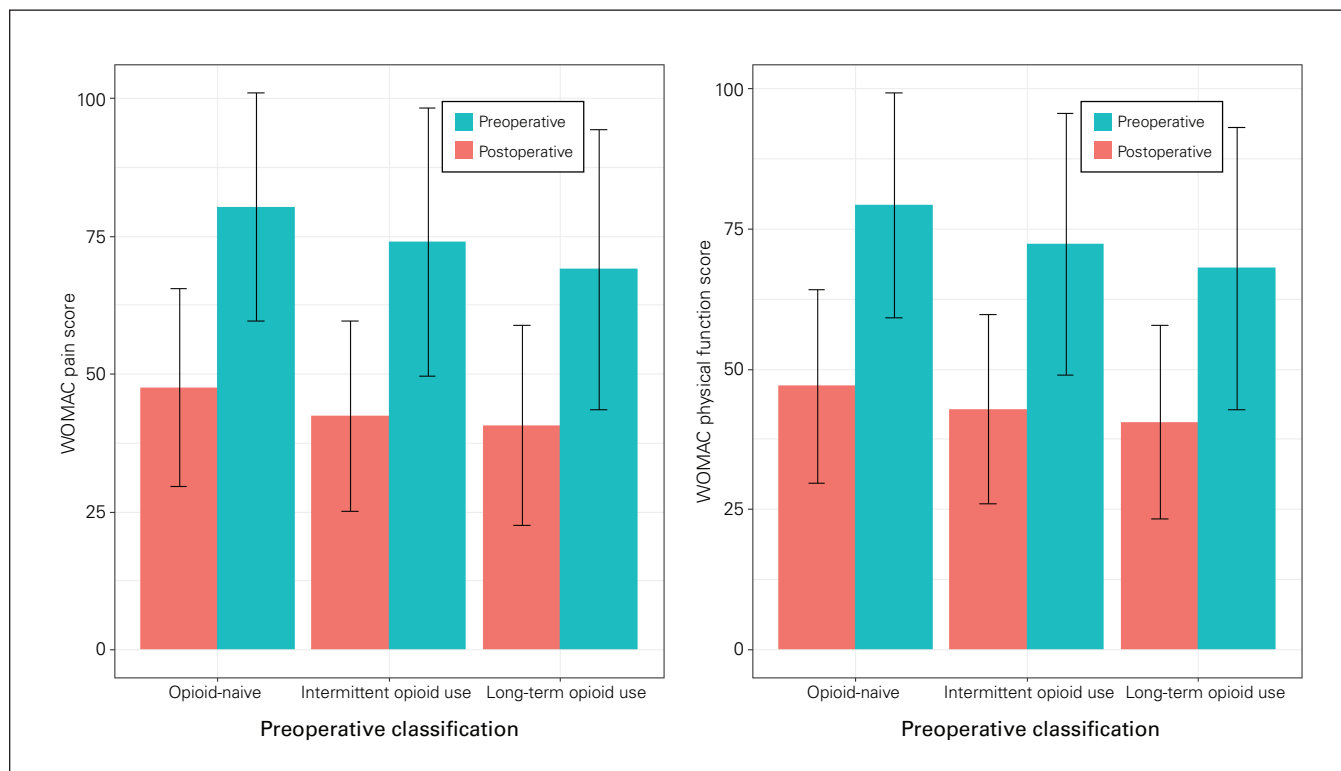 WOMAC pain score
100
75
50
25
0
Preoperative
Postoperative
Opioid-naive
Intermittent opioid use
Long-term opioid use
Preoperative classification
WOMAC physical function score
100
75
50
25
0
Preoperative
Postoperative
Opioid-naive
Intermittent opioid use
Long-term opioid use
Preoperative classification